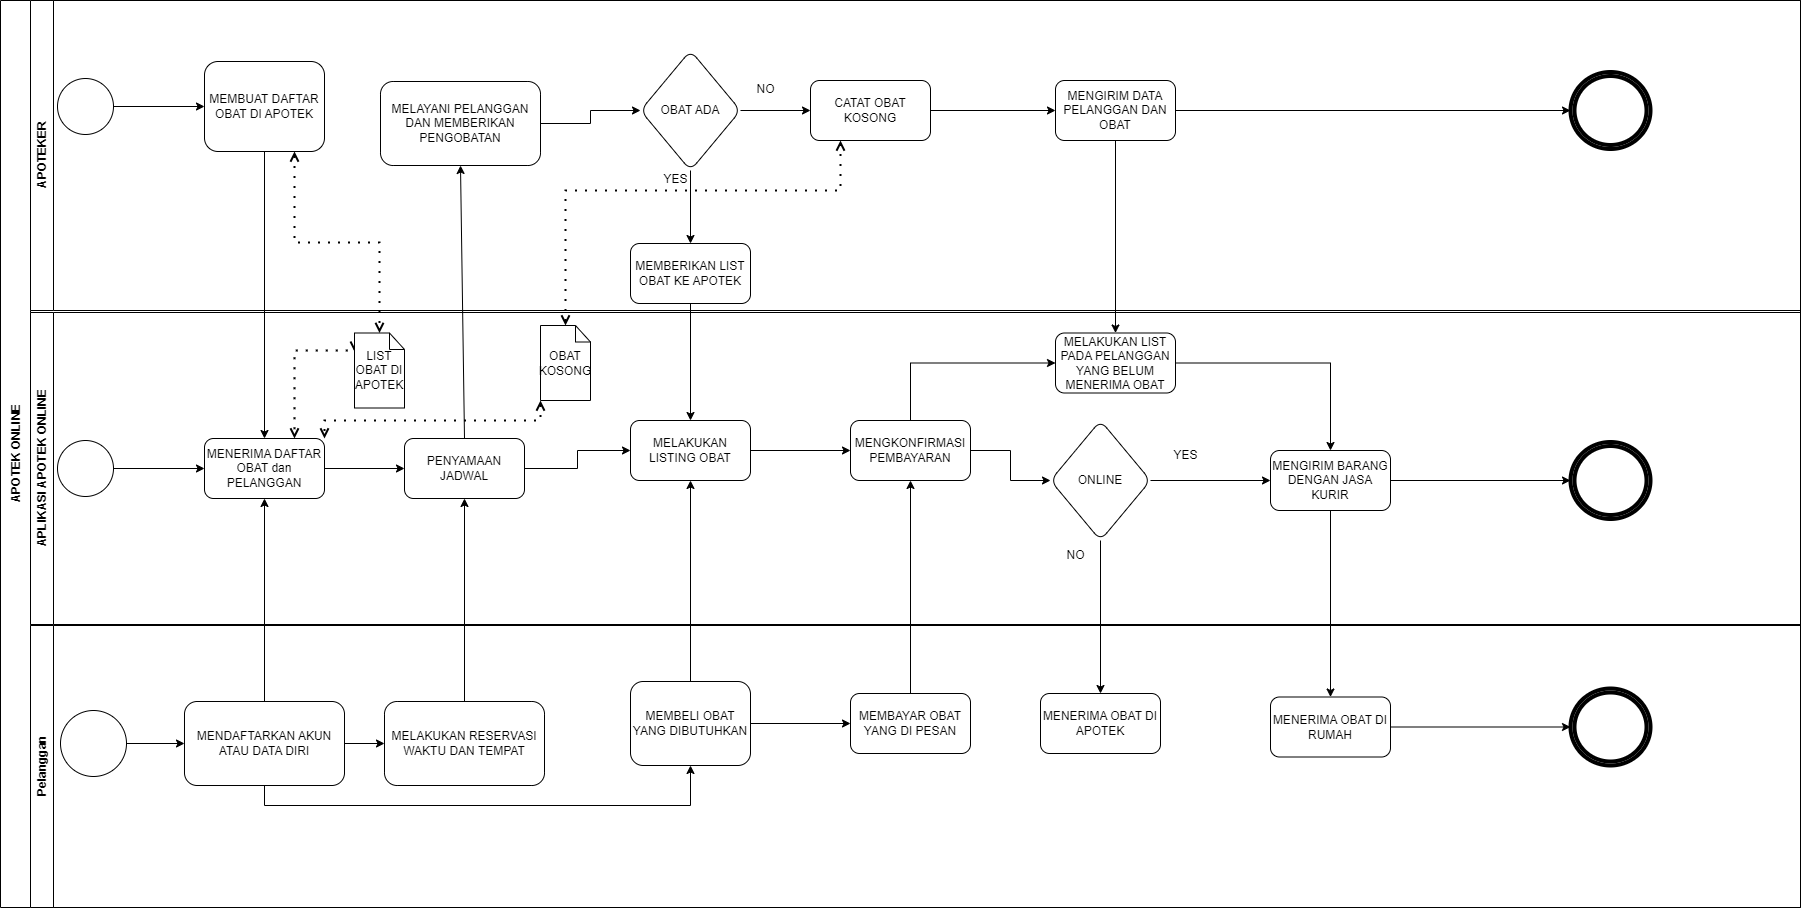 APOTEK ONLINE
APOTEKER
MEMBUAT DAFTAR
OBAT DI APOTEK
MELAYANI PELANGGAN
DAN MEMBERIKAN
PENGOBATAN
OBAT ADA
NO
YES
CATAT OBAT
KOSONG
MENGIRIM DATA
PELANGGAN DAN
OBAT
MEMBERIKAN LIST
OBAT KE APOTEK
APLIKASI APOTEK ONLINE
LIST
OBAT DI
APOTEK
OBAT
KOSONG
MENERIMA DAFTAR
OBAT dan
PELANGGAN
PENYAMAAN
JADWAL
MELAKUKAN
LISTING OBAT
MENGKONFIRMASI
PEMBAYARAN
MELAKUKAN LIST
PADA PELANGGAN
YANG BELUM
MENERIMA OBAT
ONLINE
YES
NO
MENGIRIM BARANG
DENGAN JASA
KURIR
Pelanggan
MENDAFTARKAN AKUN
ATAU DATA DIRI
MELAKUKAN RESERVASI
WAKTU DAN TEMPAT
MEMBELI OBAT
YANG DIBUTUHKAN
MEMBAYAR OBAT
YANG DI PESAN
MENERIMA OBAT DI
APOTEK
MENERIMA OBAT DI
RUMAH